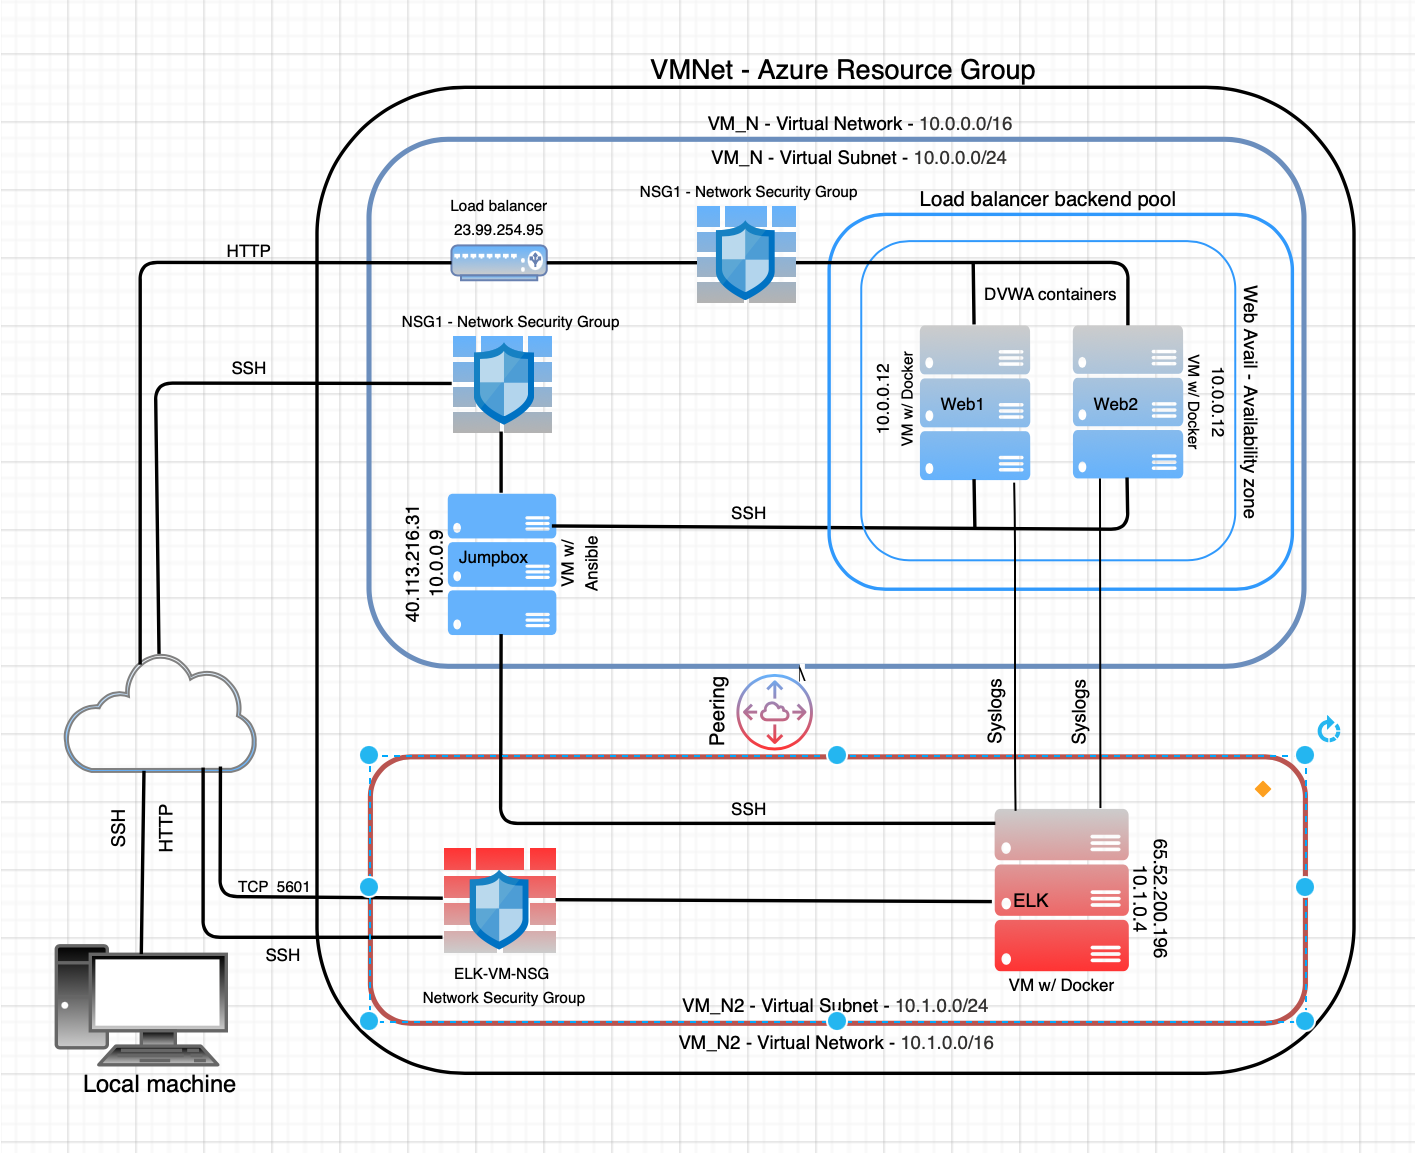 VMNet - Azure Resource Group
VM_N - Virtual Network - 10.0.0.0/16
VM_N - Virtual Subnet - 10.0.0.0/24
NSG1 - Network Security Group
Load balancer backend pool
Load balancer
23.99.254.95
HTTP
DVWA containers
NSG1 - Network Security Group
SSH
10.0.0.12
VM w/ Docker
Web1
Web2
VM w/ Docker
10.0.0.12
Web Avail - Availability zone
SSH
40.113.216.31
10.0.0.9
Jumpbox
VM w/
Ansible
Peering
Syslogs
Syslogs
SSH
SSH
HTTP
TCP 5601
SSH
ELK
65.52.200.196
10.1.0.4
VM w/ Docker
ELK-VM-NSG
Network Security Group
VM_N2 - Virtual Subnet - 10.1.0.0/24
VM_N2 - Virtual Network - 10.1.0.0/16
Local machine